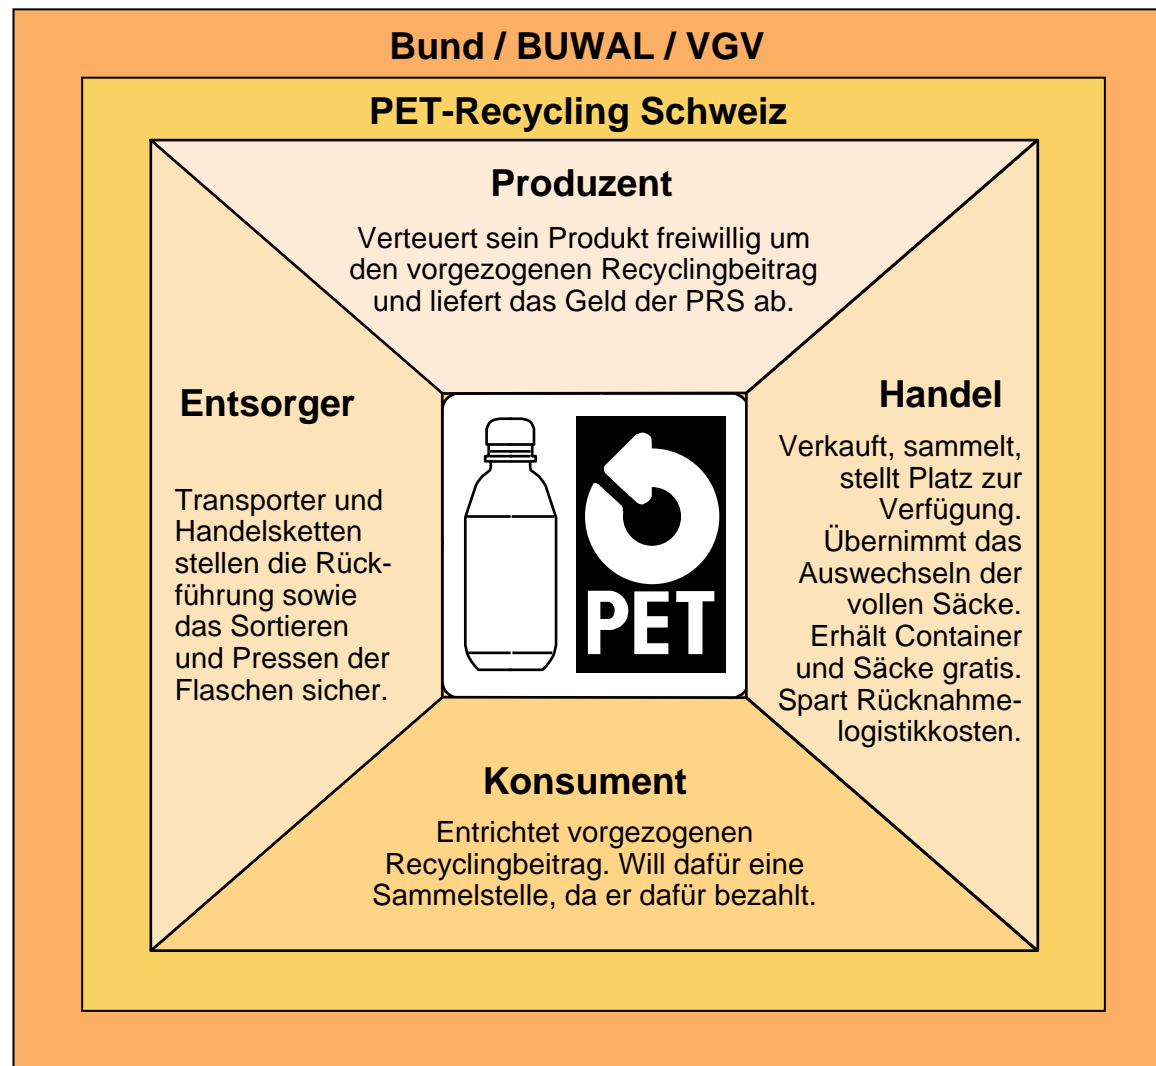 Bund / BUWAL / VGV
PET-Recycling Schweiz
Produzent
Verteuert sein Produkt freiwillig um
den vorgezogenen Recyclingbeitrag
und liefert das Geld der PRS ab.
Entsorger
Transporter und
Handelsketten
stellen die Rück-
führung sowie
das Sortieren
und Pressen der
Flaschen sicher.
PET
Handel
Verkauft, sammelt,
stellt Platz zur
Verfügung.
Übernimmt das
Auswechseln der
vollen Säcke.
Erhält Container
und Säcke gratis.
Spart Rücknahme-
logistikkosten.
Konsument
Entrichtet vorgezogenen
Recyclingbeitrag. Will dafür eine
Sammelstelle, da er dafür bezahlt.